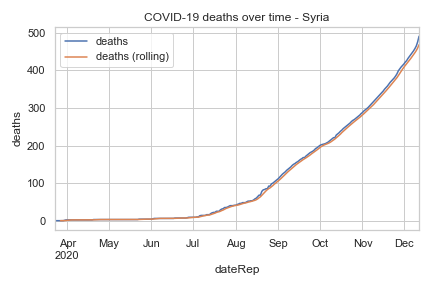 COVID-19 deaths over time - Syria
deaths
deaths (rolling)
500
400
300
200
100
0
deaths
Apr May Jun Jul Aug Sep Oct Nov Dec
2020
dateRep